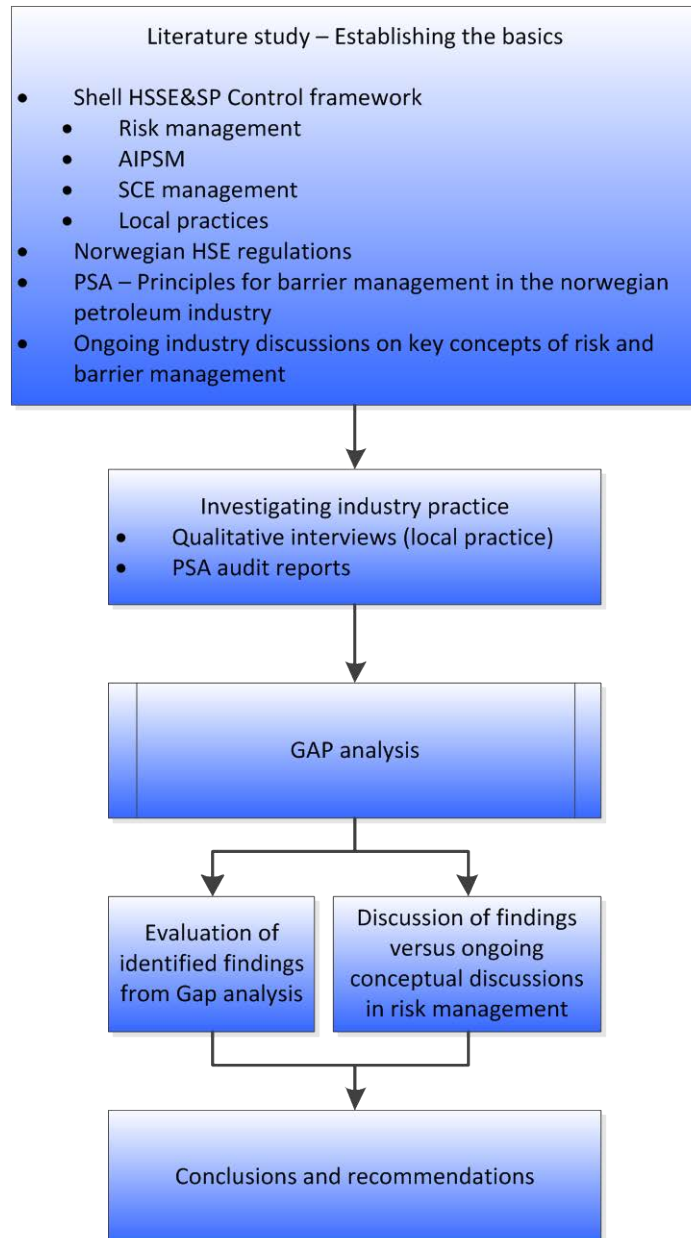 Literature study – Establishing the basics
• Shell HSSE&SP Control framework
• Risk management
• AIPSM
• SCE management
• Local practices
• Norwegian HSE regulations
• PSA – Principles for barrier management in the norwegian
petroleum industry
• Ongoing industry discussions on key concepts of risk and
barrier management
Investigating industry practice
• Qualitative interviews (local practice)
• PSA audit reports
GAP analysis
Evaluation of
identified findings
from Gap analysis
Discussion of findings
versus ongoing
conceptual discussions
in risk management
Conclusions and recommendations